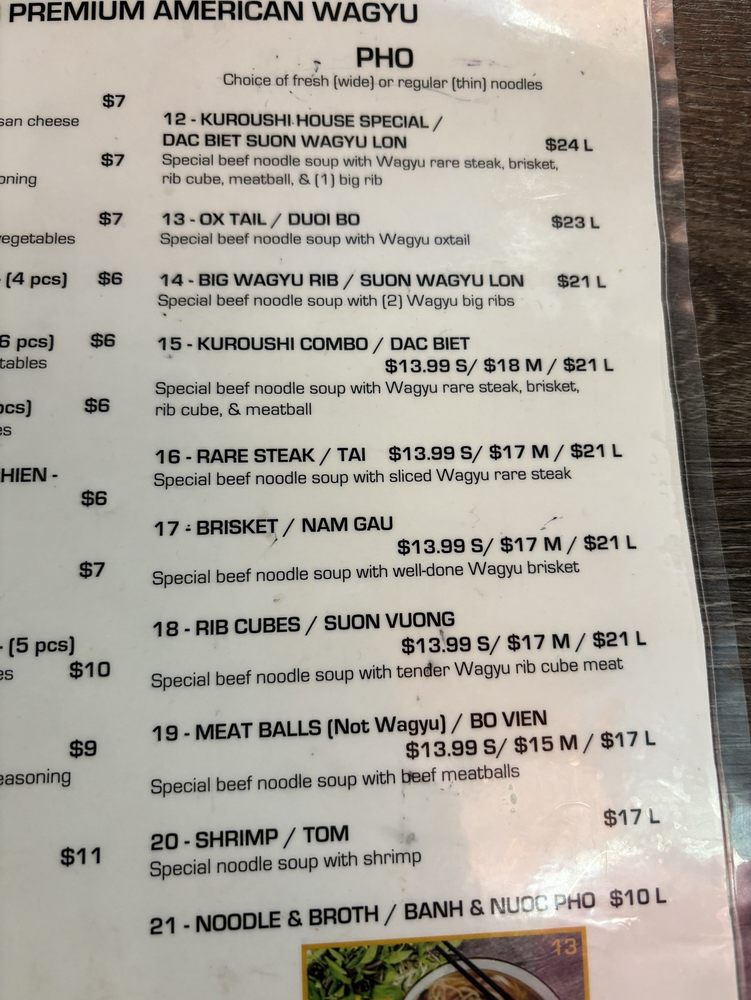 PREMIUM AMERICAN WAGYU
$7
san cheese
$7
oning
$7
vegetables
(4 pcs) $6
6 pcs) $6
tables
pcs) $6
es
HIEN -
$6
$7
- (5 pcs)
es $10
$9
easoning
$11
PHO
Choice of fresh (wide) or regular (thin) noodles
12 - KUROUSHI HOUSE SPECIAL /
DAC BIET SUON WAGYU LON $24 L
Special beef noodle soup with Wagyu rare steak, brisket,
rib cube, meatball, & (1) big rib
13 - OX TAIL / DUOI BO $23 L
Special beef noodle soup with Wagyu oxtail
14 - BIG WAGYU RIB / SUON WAGYU LON $21 L
Special beef noodle soup with (2) Wagyu big ribs
15 - KUROUSHI COMBO / DAC BIET
$13.99 S/ $18 M / $21 L
Special beef noodle soup with Wagyu rare steak, brisket,
rib cube, & meatball
16 - RARE STEAK / TAI $13.99 S/ $17 M / $21 L
Special beef noodle soup with sliced Wagyu rare steak
17 - BRISKET / NAM GAU
$13.99 S/ $17 M / $21 L
Special beef noodle soup with well-done Wagyu brisket
18 - RIB CUBES / SUON VUONG
$13.99 S/ $17 M / $21 L
Special beef noodle soup with tender Wagyu rib cube meat
19 - MEAT BALLS (Not Wagyu) / BO VIEN
$13.99 S/ $15 M / $17 L
Special beef noodle soup with beef meatballs
$17 L
20 - SHRIMP / TOM
Special noodle soup with shrimp
21 - NOODLE & BROTH / BANH & NUOC PHO $10 L
13